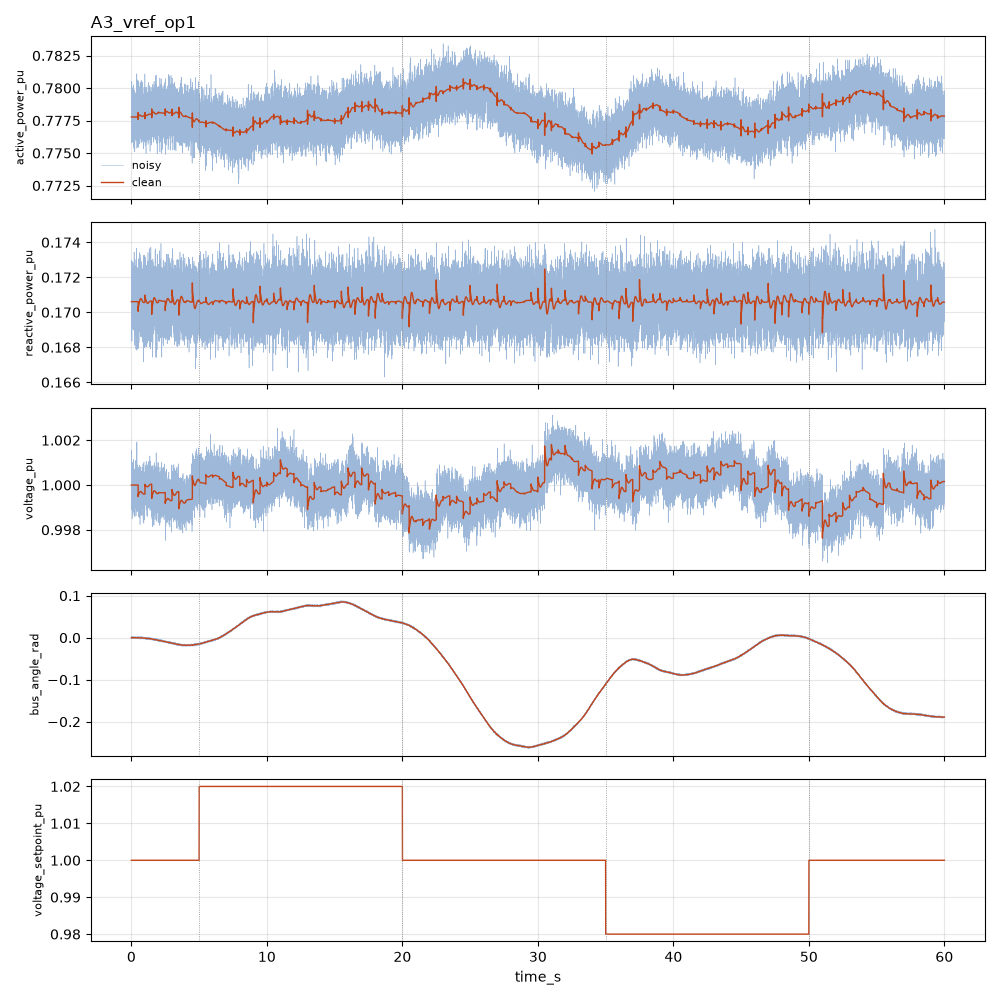 A3_vref_op1
active_power_pu
0.7825
0.7800
0.7775
0.7750
0.7725
noisy
clean
reactive_power_pu
0.174
0.172
0.170
0.168
0.166
voltage_pu
1.002
1.000
0.998
bus_angle_rad
0.1
0.0
−0.1
−0.2
voltage_setpoint_pu
1.02
1.01
1.00
0.99
0.98
0 10 20 30 40 50 60
time_s